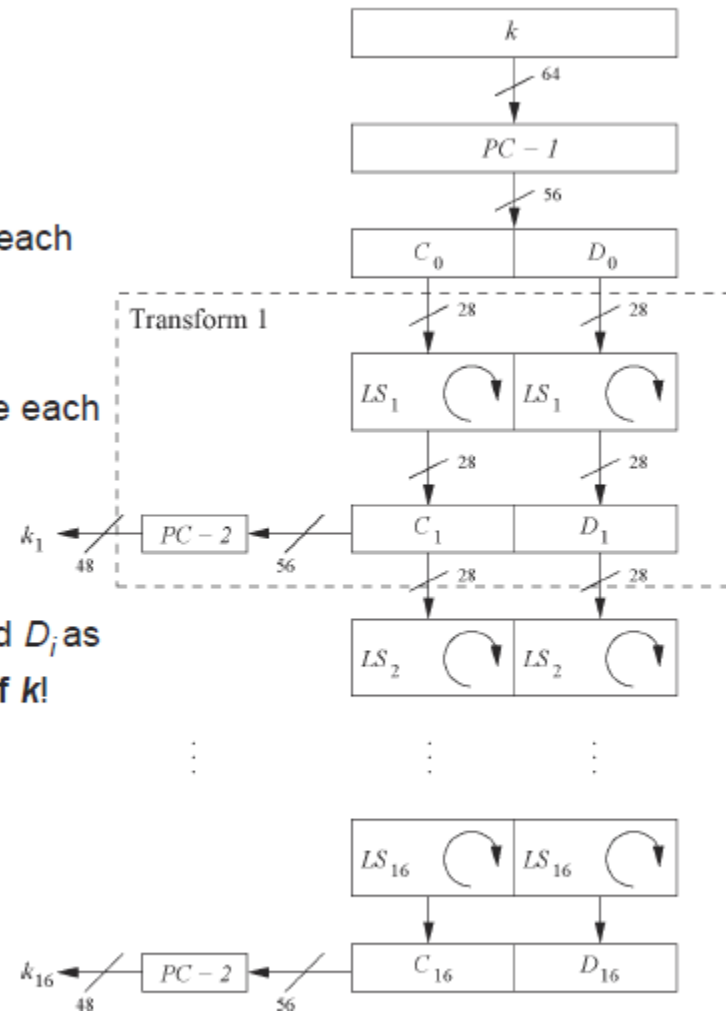 k
64
PC – 1
56
each
C0 D0
28 28
Transform 1
LS1 LS1
e each
28 28
k1 PC – 2 C1 D1
48 56
28 28
d Di as
LS2 LS2
f k!
LS16 LS16
k16 PC – 2 C16 D16
48 56